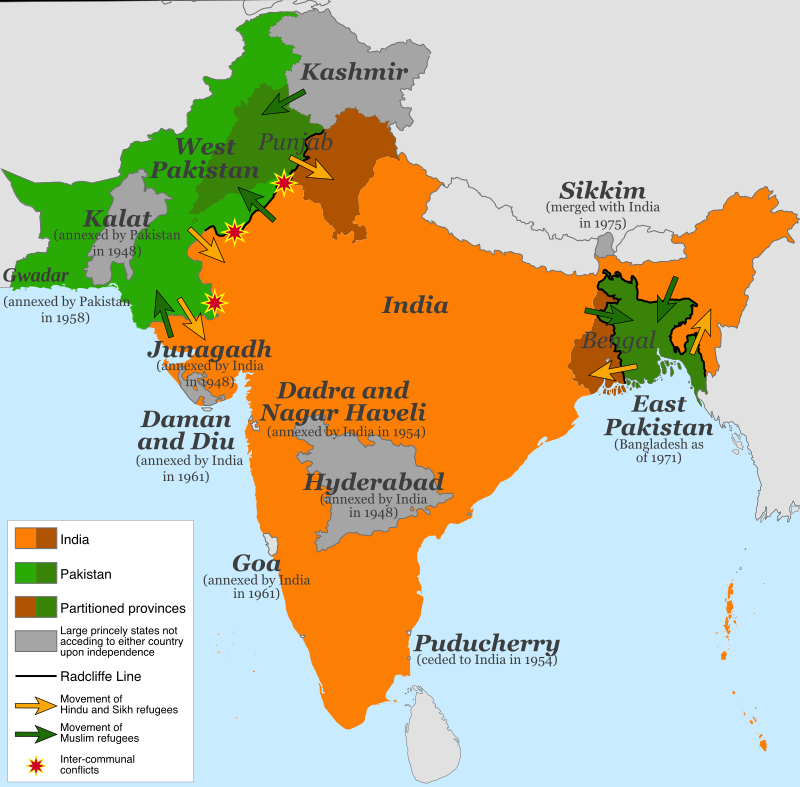 Kashmir
West
Pakistan
Punjab
Kalat
(annexed by Pakistan
in 1948)
Gwadar
(annexed by Pakistan
in 1958)
Sikkim
(merged with India
in 1975)
India
Bengal
Junagadh
(annexed by India
in 1948)
Dadra and
Nagar Haveli
(annexed by India in 1954)
Daman
and Diu
(annexed by India
in 1961)
East
Pakistan
(Bangladesh as
of 1971)
Hyderabad
(annexed by India
in 1948)
Goa
(annexed by India
in 1961)
Puducherry
(ceded to India in 1954)
India
Pakistan
Partitioned provinces
Large princely states not
acceding to either country
upon independence
Radcliffe Line
Movement of
Hindu and Sikh refugees
Movement of
Muslim refugees
Inter-communal
conflicts